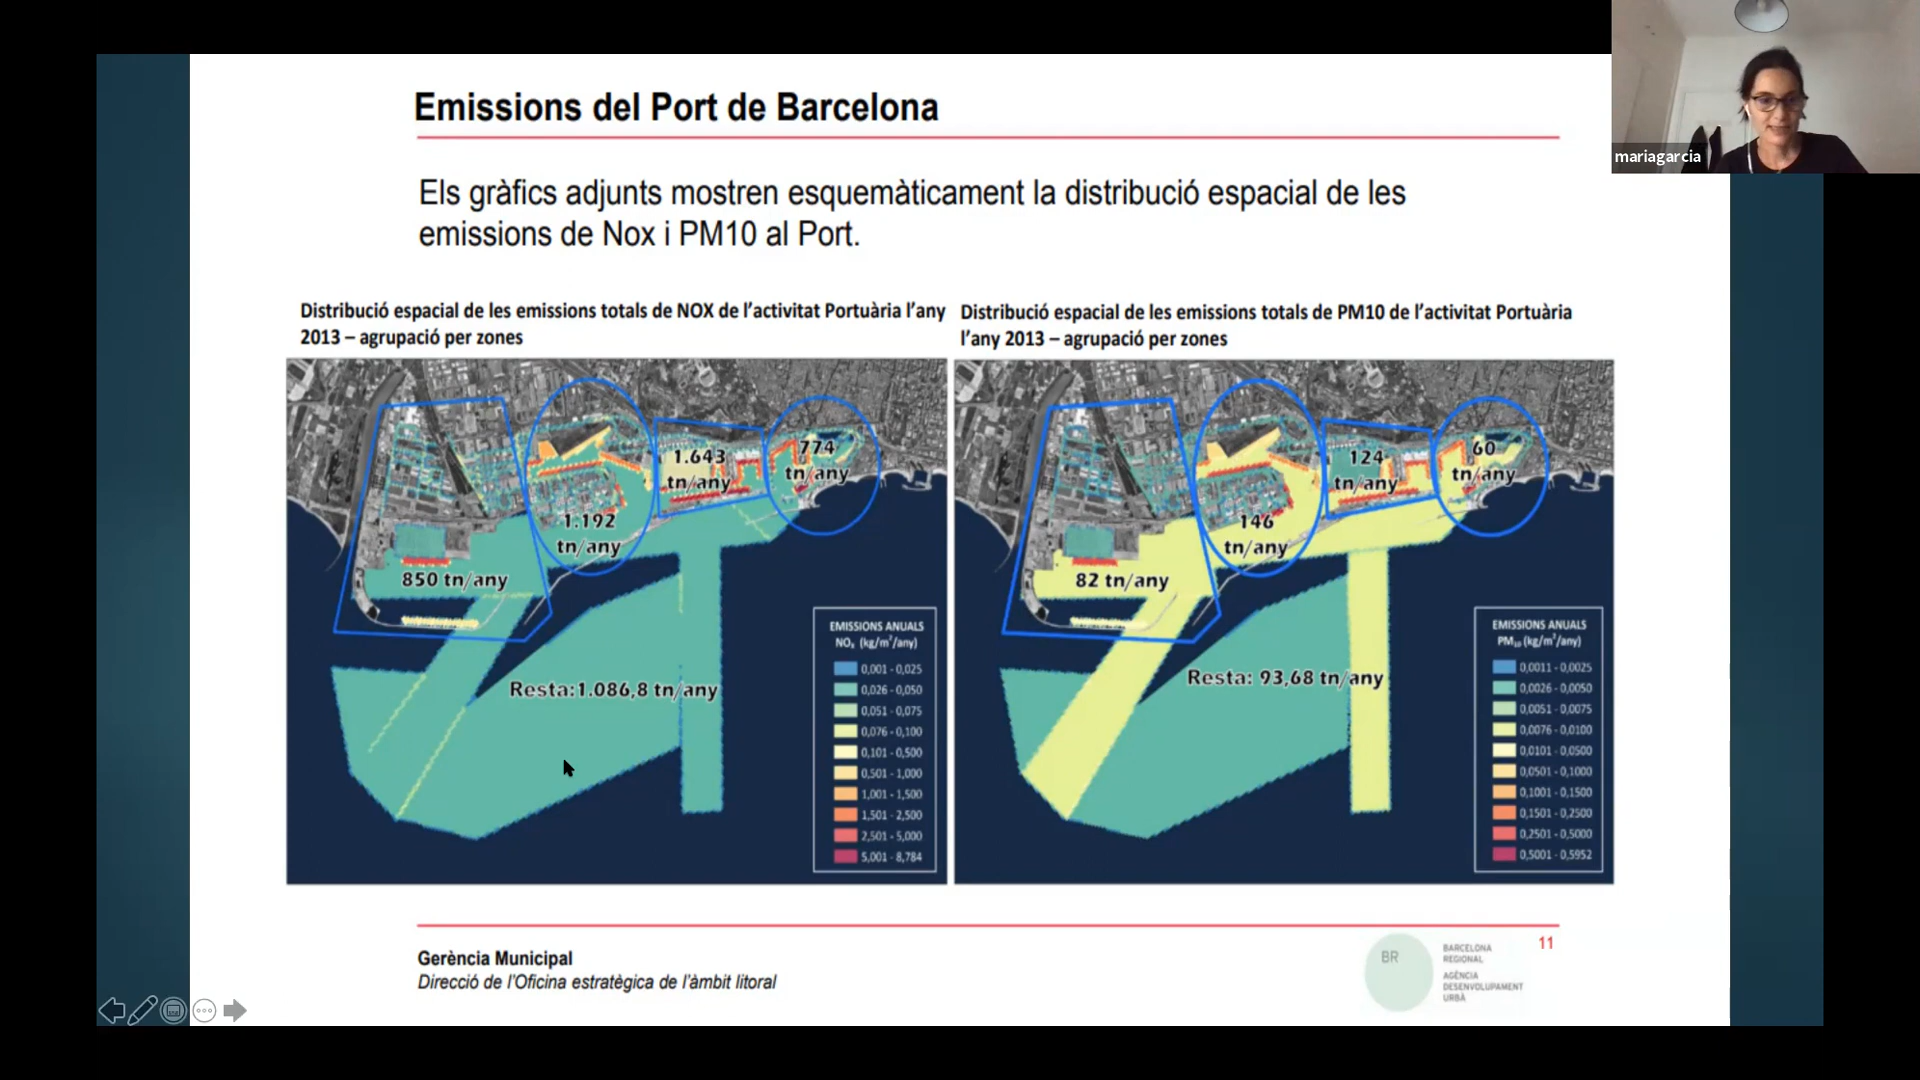 Emissions del Port de Barcelona
mariagarcia
Els gràfics adjunts mostren esquemàticament la distribució espacial de les
emissions de Nox i PM10 al Port.
Distribució espacial de les emissions totals de NOX de l'activitat Portuària l'any
2013 – agrupació per zones
774
tn/any
1.643
tn/any
1.192
tn/any
850 tn/any
Resta:1.086,8 tn/any
EMISSIONS ANUALS
NOₓ (kg/m²/any)
0,001 - 0,025
0,026 - 0,050
0,051 - 0,075
0,076 - 0,100
0,101 - 0,500
0,501 - 1,000
1,001 - 1,500
1,501 - 2,500
2,501 - 5,000
5,001 - 8,784
Distribució espacial de les emissions totals de PM10 de l'activitat Portuària
l'any 2013 – agrupació per zones
60
tn/any
124
tn/any
146
tn/any
82 tn/any
Resta: 93,68 tn/any
EMISSIONS ANUALS
PM₁₀ (kg/m²/any)
0,0011 - 0,0025
0,0026 - 0,0050
0,0051 - 0,0075
0,0076 - 0,0100
0,0101 - 0,0500
0,0501 - 0,1000
0,1001 - 0,1500
0,1501 - 0,2500
0,2501 - 0,5000
0,5001 - 0,5952
Gerència Municipal
Direcció de l'Oficina estratègica de l'àmbit litoral
BR
BARCELONA
REGIONAL
AGÈNCIA
DESENVOLUPAMENT
URBÀ
11